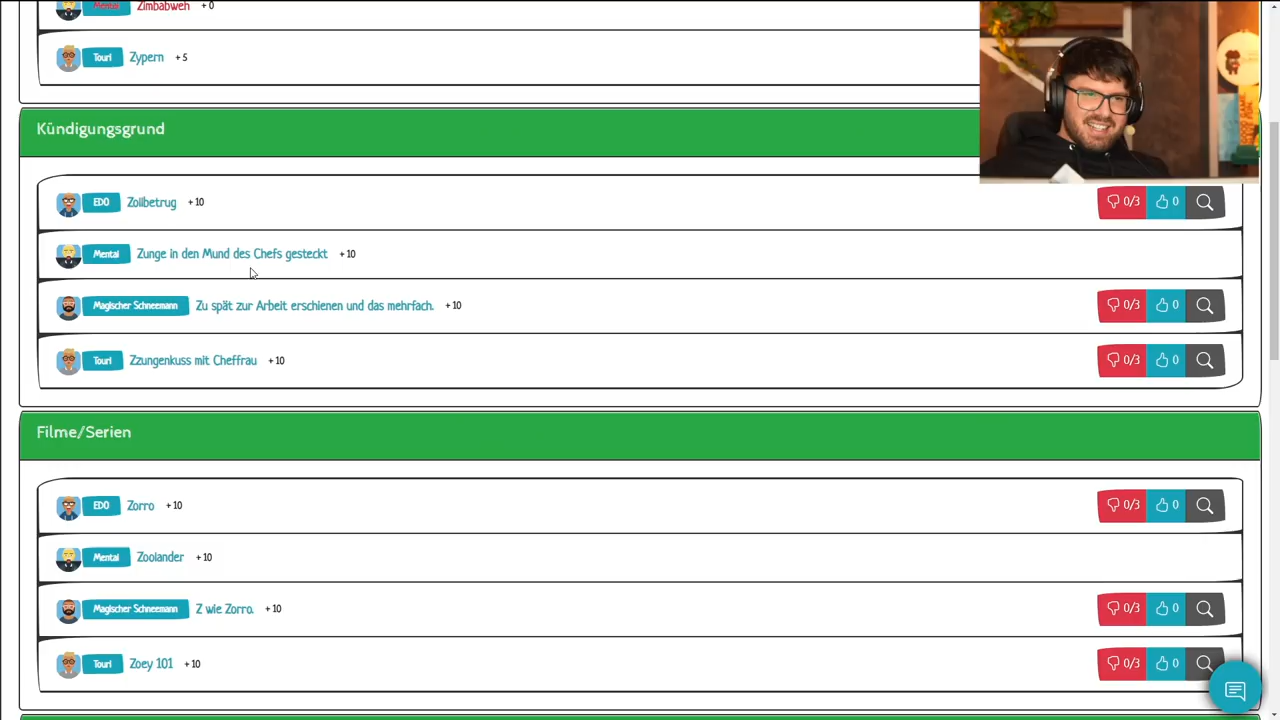 Mental Zimbabweh + 0
Touri Zypern + 5
Kündigungsgrund
EDO Zollbetrug + 10 0/3 0
Mental Zunge in den Mund des Chefs gesteckt + 10
Magischer Schneemann Zu spät zur Arbeit erschienen und das mehrfach. + 10 0/3 0
Touri Zzungenkuss mit Cheffrau + 10 0/3 0
Filme/Serien
EDO Zorro + 10 0/3 0
Mental Zoolander + 10
Magischer Schneemann Z wie Zorro. + 10 0/3 0
Touri Zoey 101 + 10 0/3 0